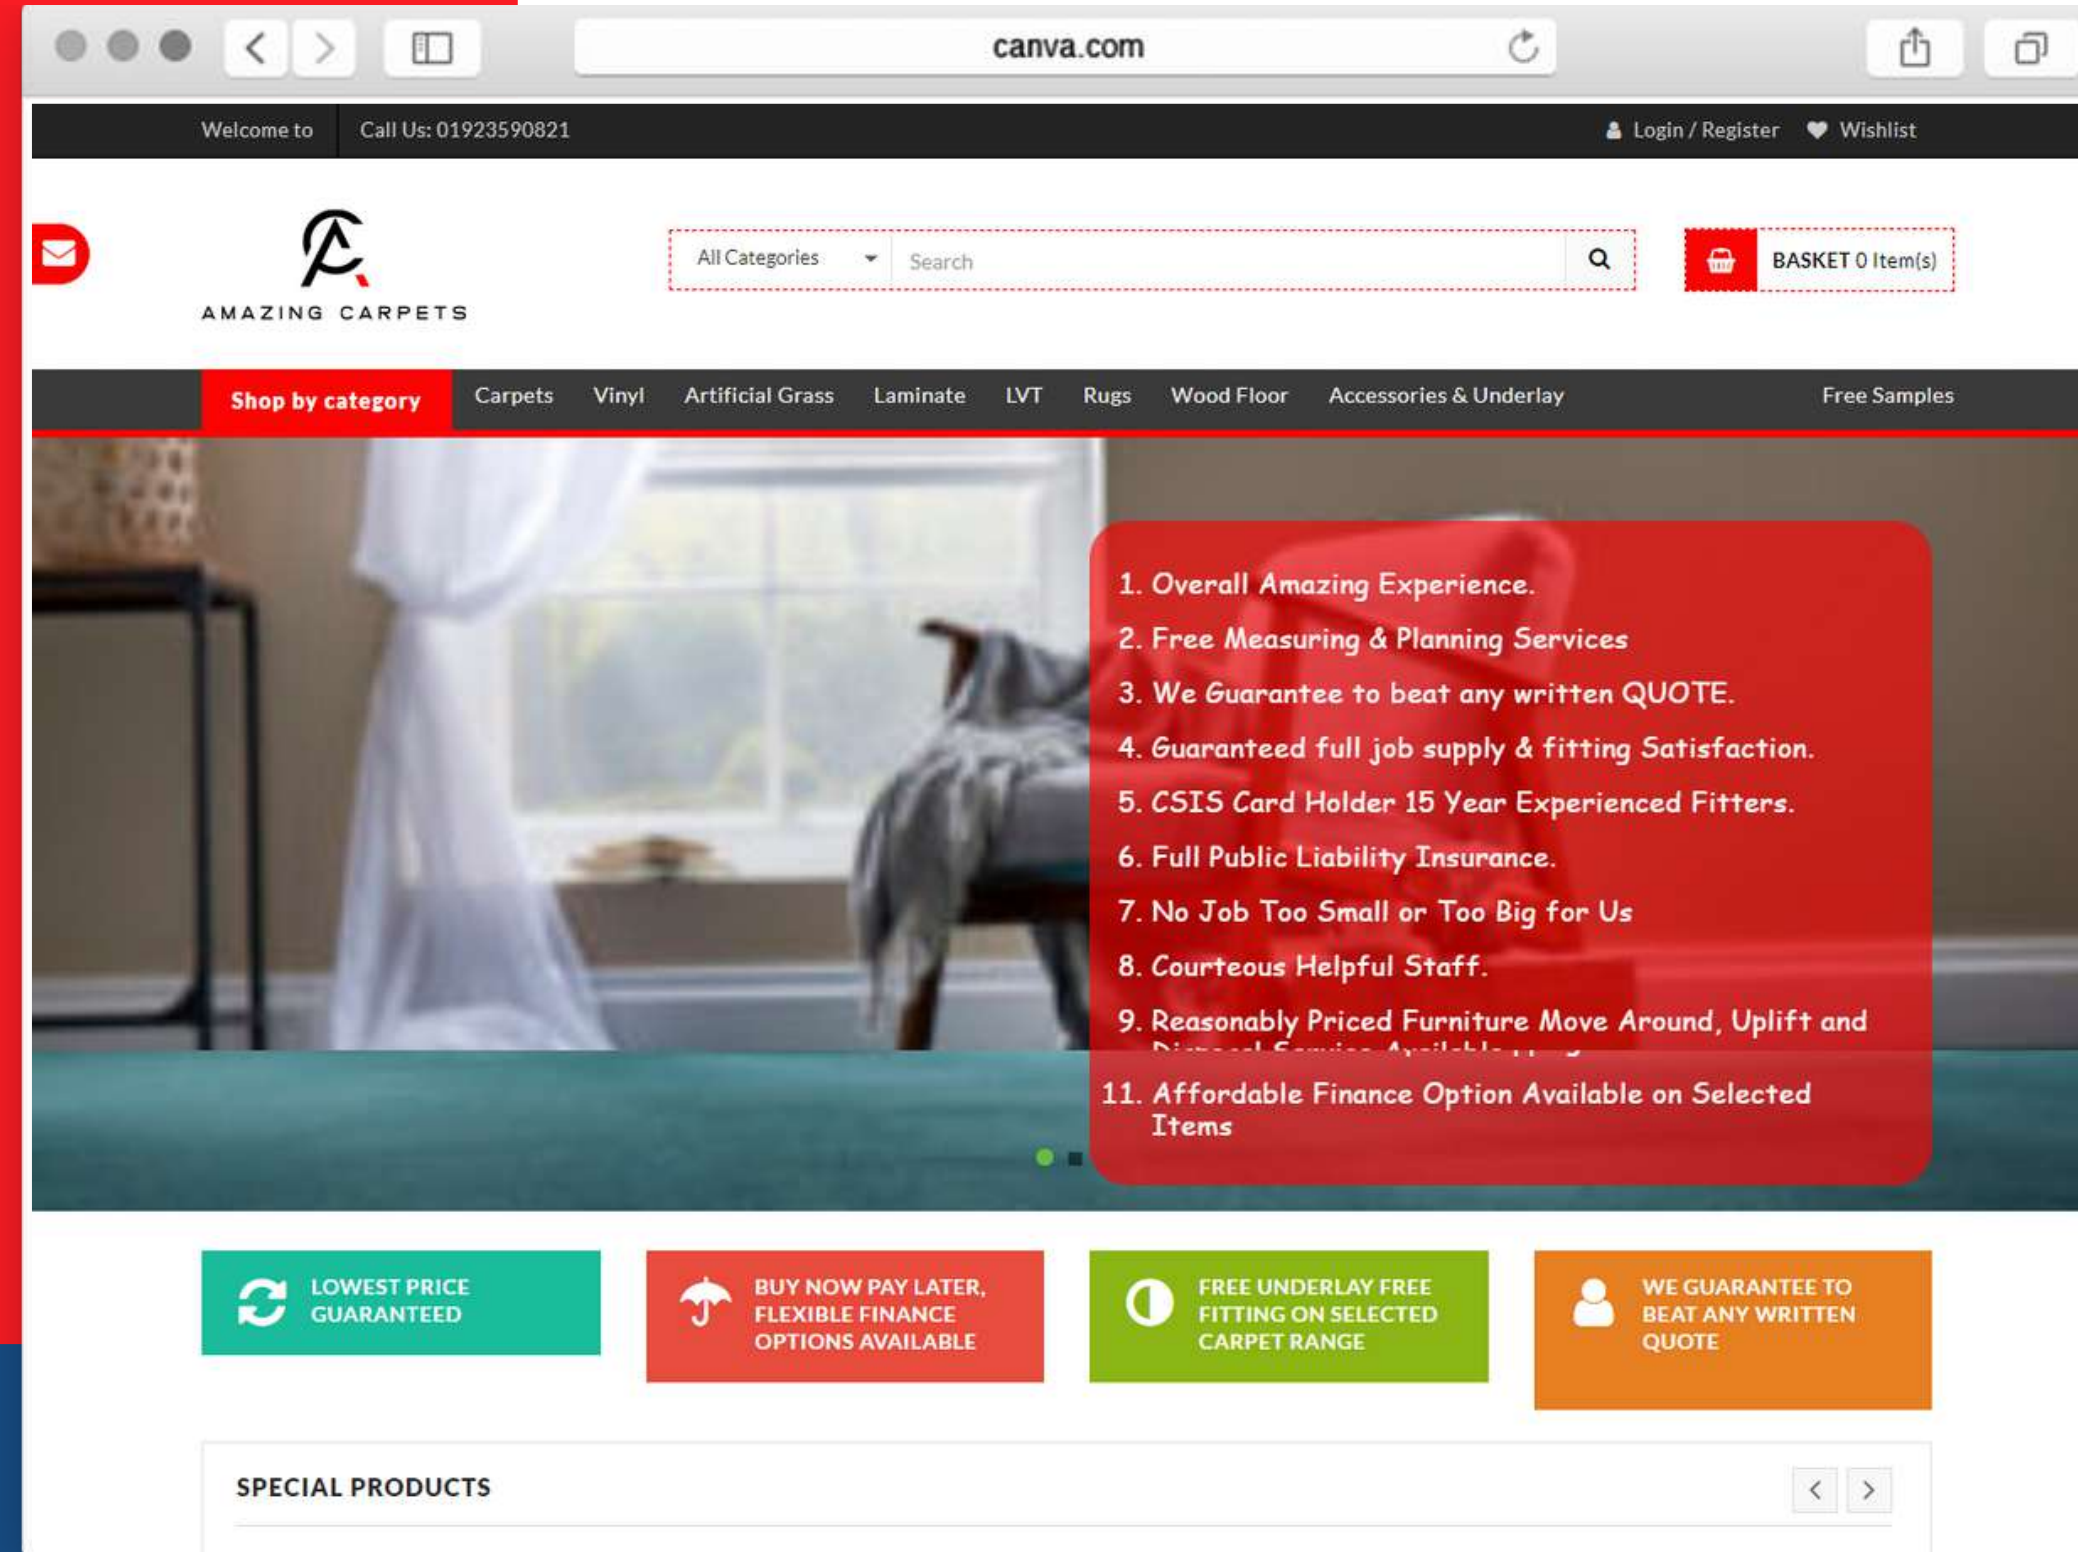 canva.com
Welcome to
Call Us: 01923590821
Login / Register
Wishlist
AMAZING CARPETS
All Categories
Search
BASKET 0 Item(s)
Shop by category
Carpets
Vinyl
Artificial Grass
Laminate
LVT
Rugs
Wood Floor
Accessories & Underlay
Free Samples
1. Overall Amazing Experience.
2. Free Measuring & Planning Services
3. We Guarantee to beat any written QUOTE.
4. Guaranteed full job supply & fitting Satisfaction.
5. CSIS Card Holder 15 Year Experienced Fitters.
6. Full Public Liability Insurance.
7. No Job Too Small or Too Big for Us
8. Courteous Helpful Staff.
9. Reasonably Priced Furniture Move Around, Uplift and
11. Affordable Finance Option Available on Selected
Items
LOWEST PRICE
GUARANTEED
BUY NOW PAY LATER,
FLEXIBLE FINANCE
OPTIONS AVAILABLE
FREE UNDERLAY FREE
FITTING ON SELECTED
CARPET RANGE
WE GUARANTEE TO
BEAT ANY WRITTEN
QUOTE
SPECIAL PRODUCTS